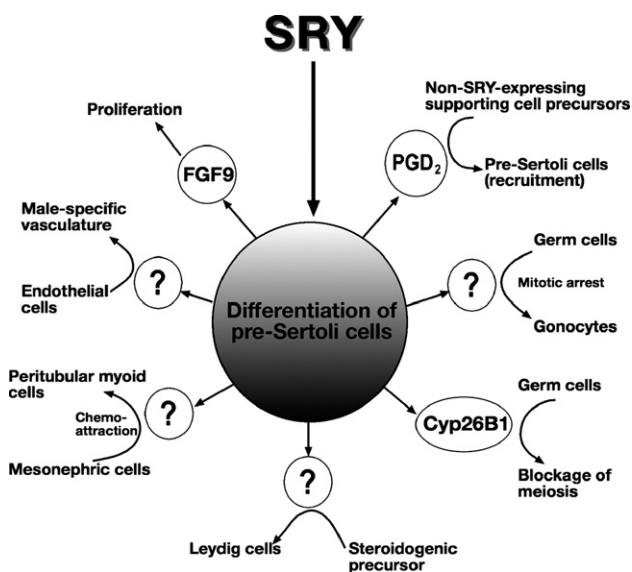 SRY
Proliferation
FGF9
Non-SRY-expressing
supporting cell precursors
PGD2
Pre-Sertoli cells
(recruitment)
Male-specific
vasculature
?
Endothelial
cells
Differentiation of
pre-Sertoli cells
?
Germ cells
Mitotic arrest
Gonocytes
Peritubular myoid
cells
Chemo-
attraction
?
Mesonephric cells
Cyp26B1
Germ cells
Blockage of
meiosis
?
Leydig cells
Steroidogenic
precursor